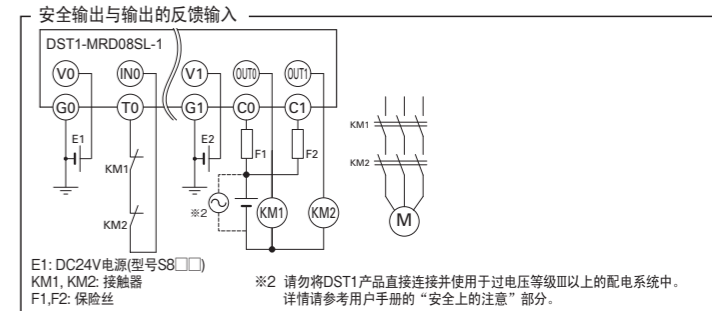 安全输出与输出的反馈输入
DST1-MRD08SL-1
V0 IN0 V1 OUT0 OUT1
G0 T0 G1 C0 C1
E1 E2 F1 F2
KM1
KM2
※2 KM1 KM2
KM1
KM2
M
E1: DC24V电源(型号S8□□)
KM1, KM2: 接触器
F1,F2: 保险丝
※2 请勿将DST1产品直接连接并使用于过电压等级Ⅲ以上的配电系统中。
详情请参考用户手册的“安全上的注意”部分。